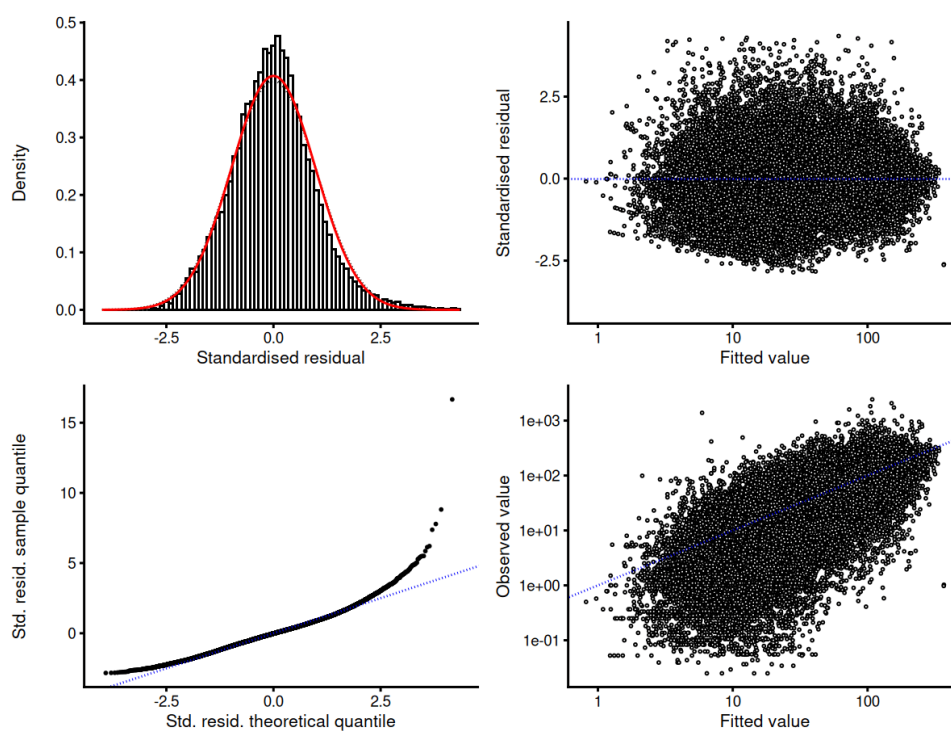 0.5
0.4
0.3
0.2
0.1
0.0
Density
-2.5 0.0 2.5
Standardised residual
2.5
0.0
-2.5
Standardised residual
1 10 100
Fitted value
15
10
5
0
Std. resid. sample quantile
-2.5 0.0 2.5
Std. resid. theoretical quantile
1e+03
1e+02
1e+01
1e+00
1e-01
Observed value
1 10 100
Fitted value